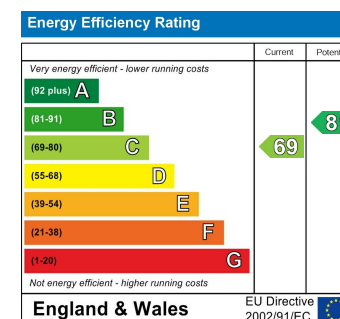 Energy Efficiency Rating
Current
Very energy efficient - lower running costs
(92 plus) A
(81-91) B
(69-80) C 69
(55-68) D
(39-54) E
(21-38) F
(1-20) G
Not energy efficient - higher running costs
England & Wales
EU Directive
2002/91/EC